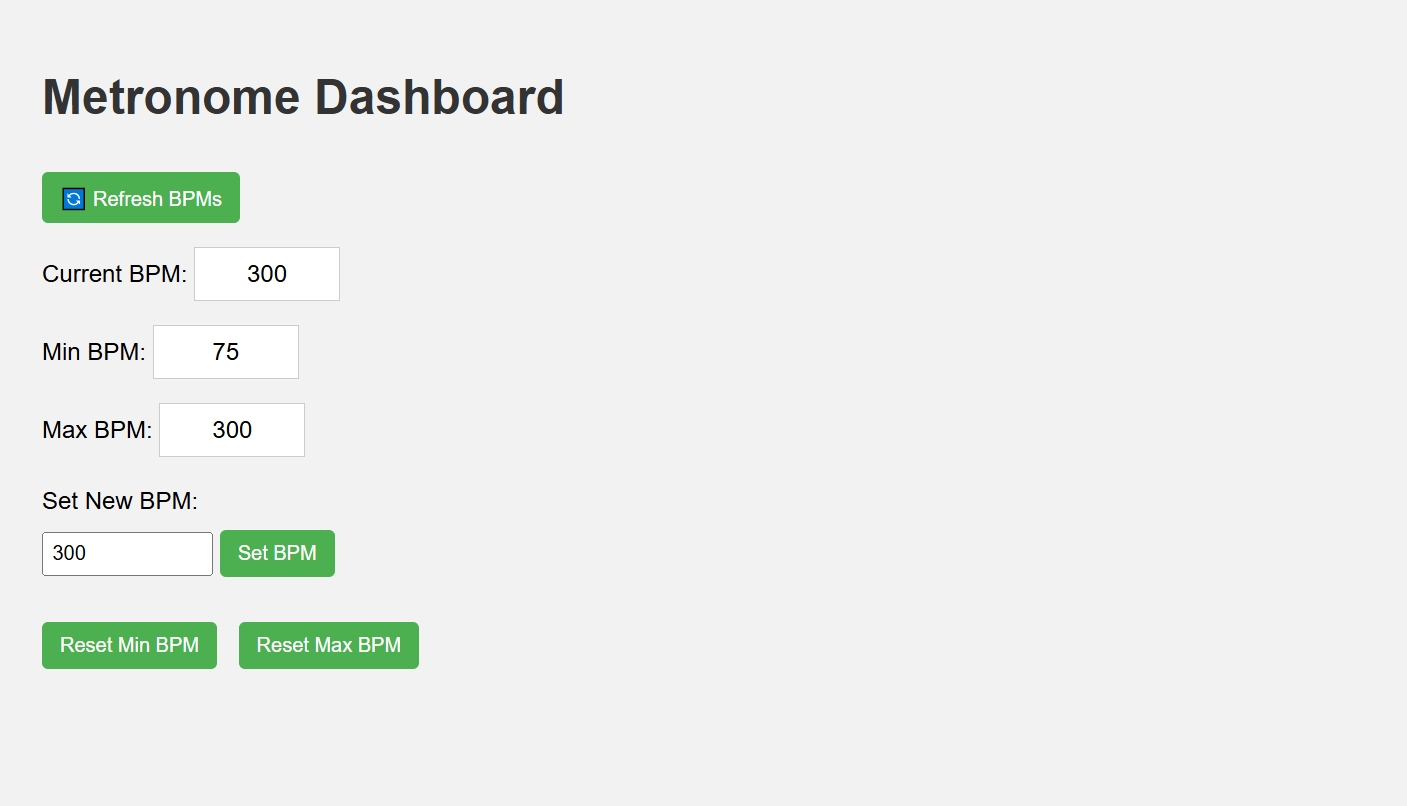 Metronome Dashboard
🔄 Refresh BPMs
Current BPM: 300
Min BPM: 75
Max BPM: 300
Set New BPM:
300 Set BPM
Reset Min BPM Reset Max BPM